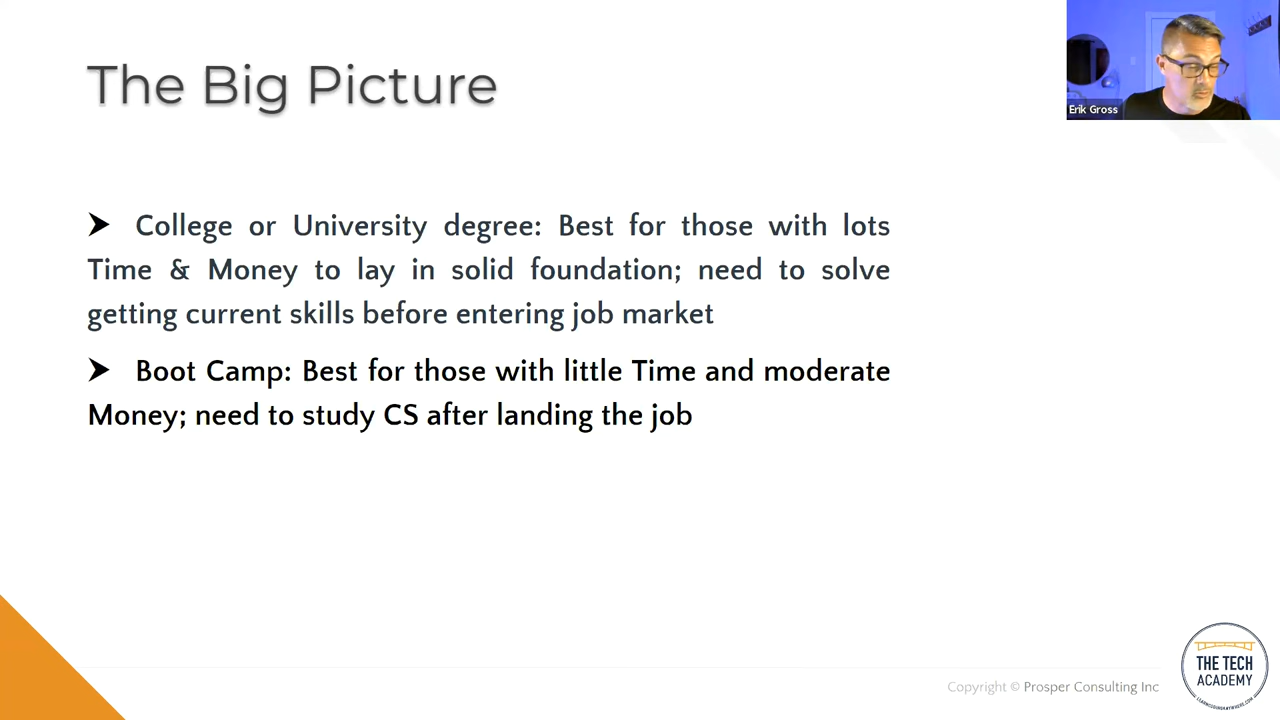 The Big Picture
Erik Gross
➤ College or University degree: Best for those with lots
Time & Money to lay in solid foundation; need to solve
getting current skills before entering job market
➤ Boot Camp: Best for those with little Time and moderate
Money; need to study CS after landing the job
Copyright © Prosper Consulting Inc
THE TECH
ACADEMY
LEARNCODINGANYWHERE.COM